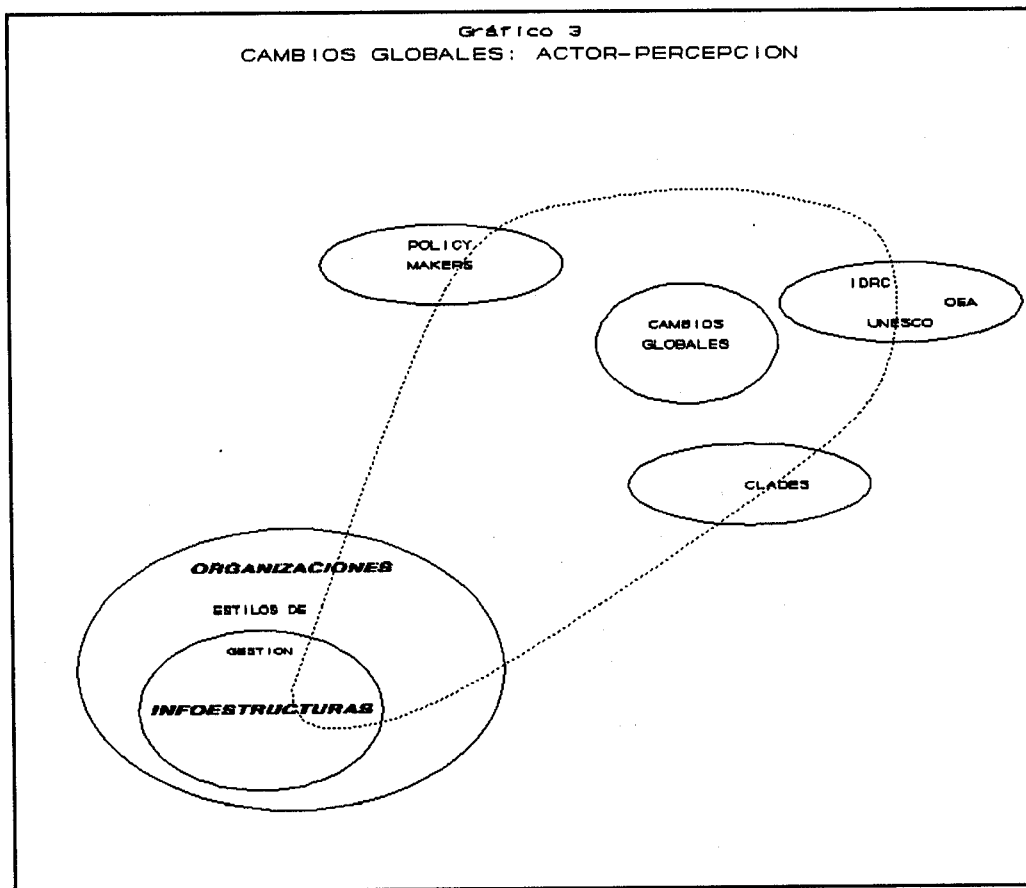 Gráfico 3
CAMBIOS GLOBALES: ACTOR-PERCEPCION
POLICY
MAKERS
IDRC
OEA
UNESCO
CAMBIOS
GLOBALES
CLADES
ORGANIZACIONES
ESTILOS DE
GESTION
INFOESTRUCTURAS